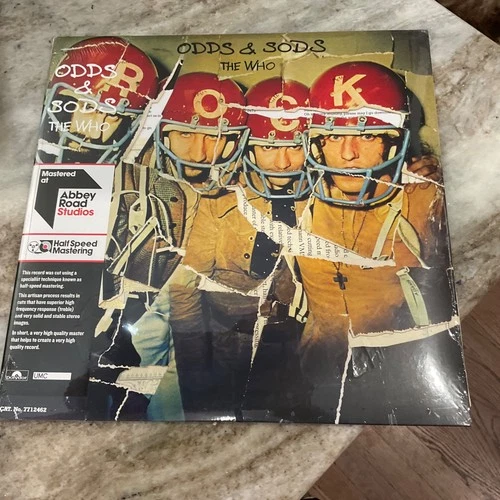 ODDS & SODS
THE WHO
ODDS
&
SODS
THE WHO
R O C K
Mastered
at
Abbey
Road
Studios
Half Speed
Mastering
This record was cut using a
specialist technique known as
half-speed mastering.
This artisan process results in
cuts that have superior high
frequency response (treble)
and very solid and stable stereo
images.
In short, a very high quality master
that helps to create a very high
quality record.
UMC
CAT. No. 7712462